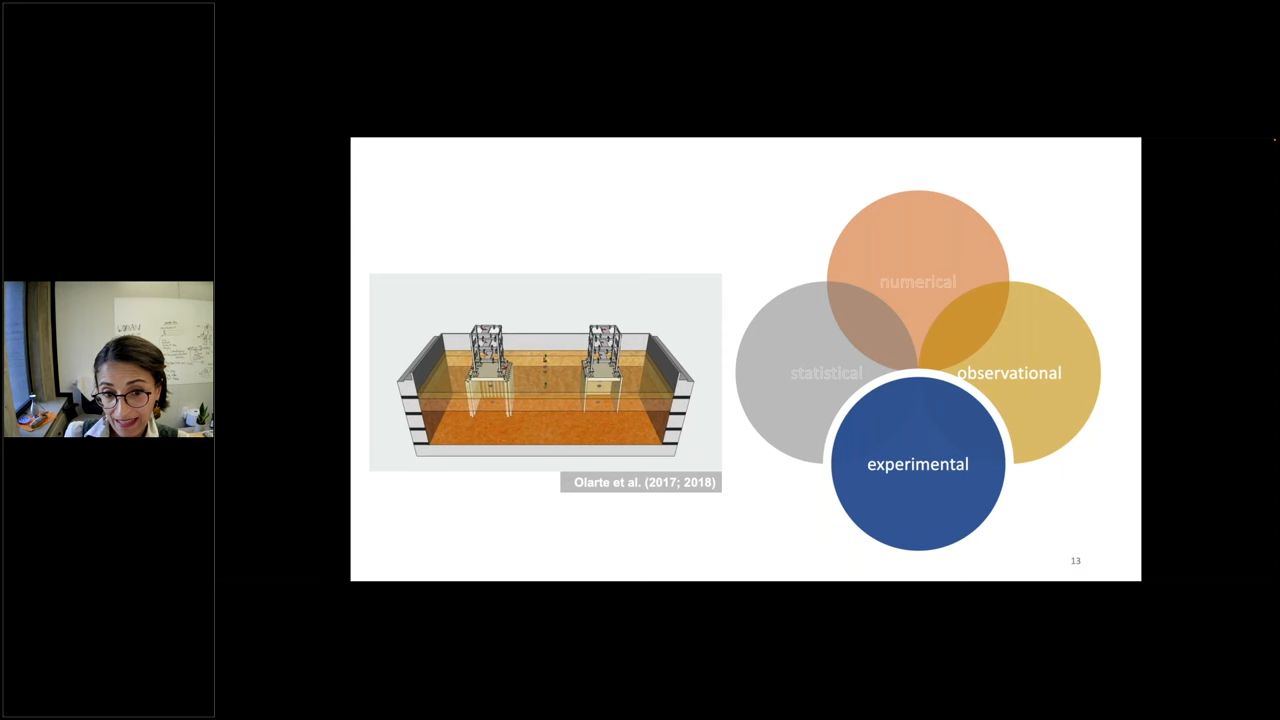 numerical
statistical
observational
experimental
Olarte et al. (2017; 2018)
13